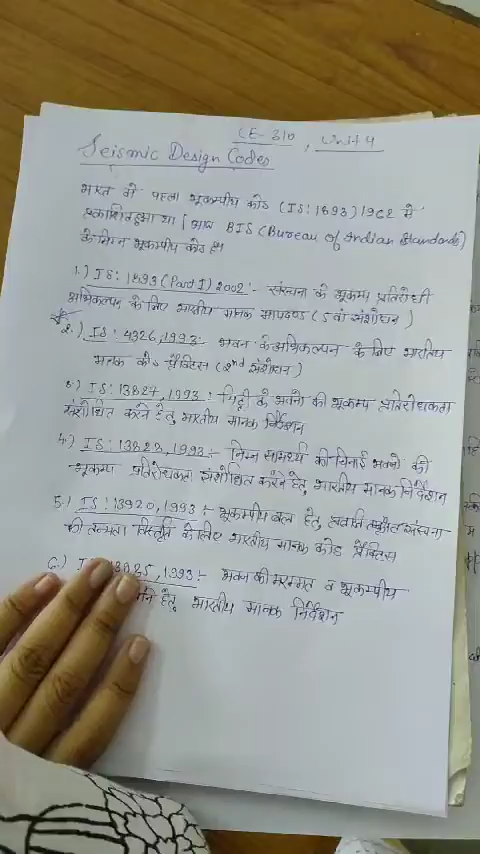 CE-310, Unit 4
Seismic Design Codes
भारत में पहला भूकम्पीय कोड (IS:1893) 1962 में
प्रकाशित हुआ था । आज BIS (Bureau of Indian Standards)
के निम्न भूकम्पीय कोड है।
1.) IS: 1893 (Part I) 2002 :- संरचना के भूकम्प प्रतिरोधी
अभिकल्पन के लिए भारतीय मानक मापदण्ड (5 वां संशोधन)
2.) IS: 4326, 1993 :- भवन के अभिकल्पन के लिए भारतीय
मानक कोड प्रैक्टिस (2nd संशोधन)
3.) IS: 13827, 1993 : मिट्टी के भवनों की भूकम्प प्रतिरोधकता
संशोधित करने हेतु भारतीय मानक निर्देशन
4.) IS: 13828, 1993 :- निम्न सामर्थ्य की चिनाई भवनों की
भूकम्प प्रतिरोधकता संशोधित करने हेतु, भारतीय मानक निर्देशन
5.) IS: 13920, 1993 :- भूकम्पीय बल हेतु, संरचना
की तन्यता विस्तृति के लिए भारतीय मानक कोड प्रैक्टिस
6.) 13935, 1993 :- भवन की मरम्मत व भूकम्पीय
हेतु, भारतीय मानक निर्देशन